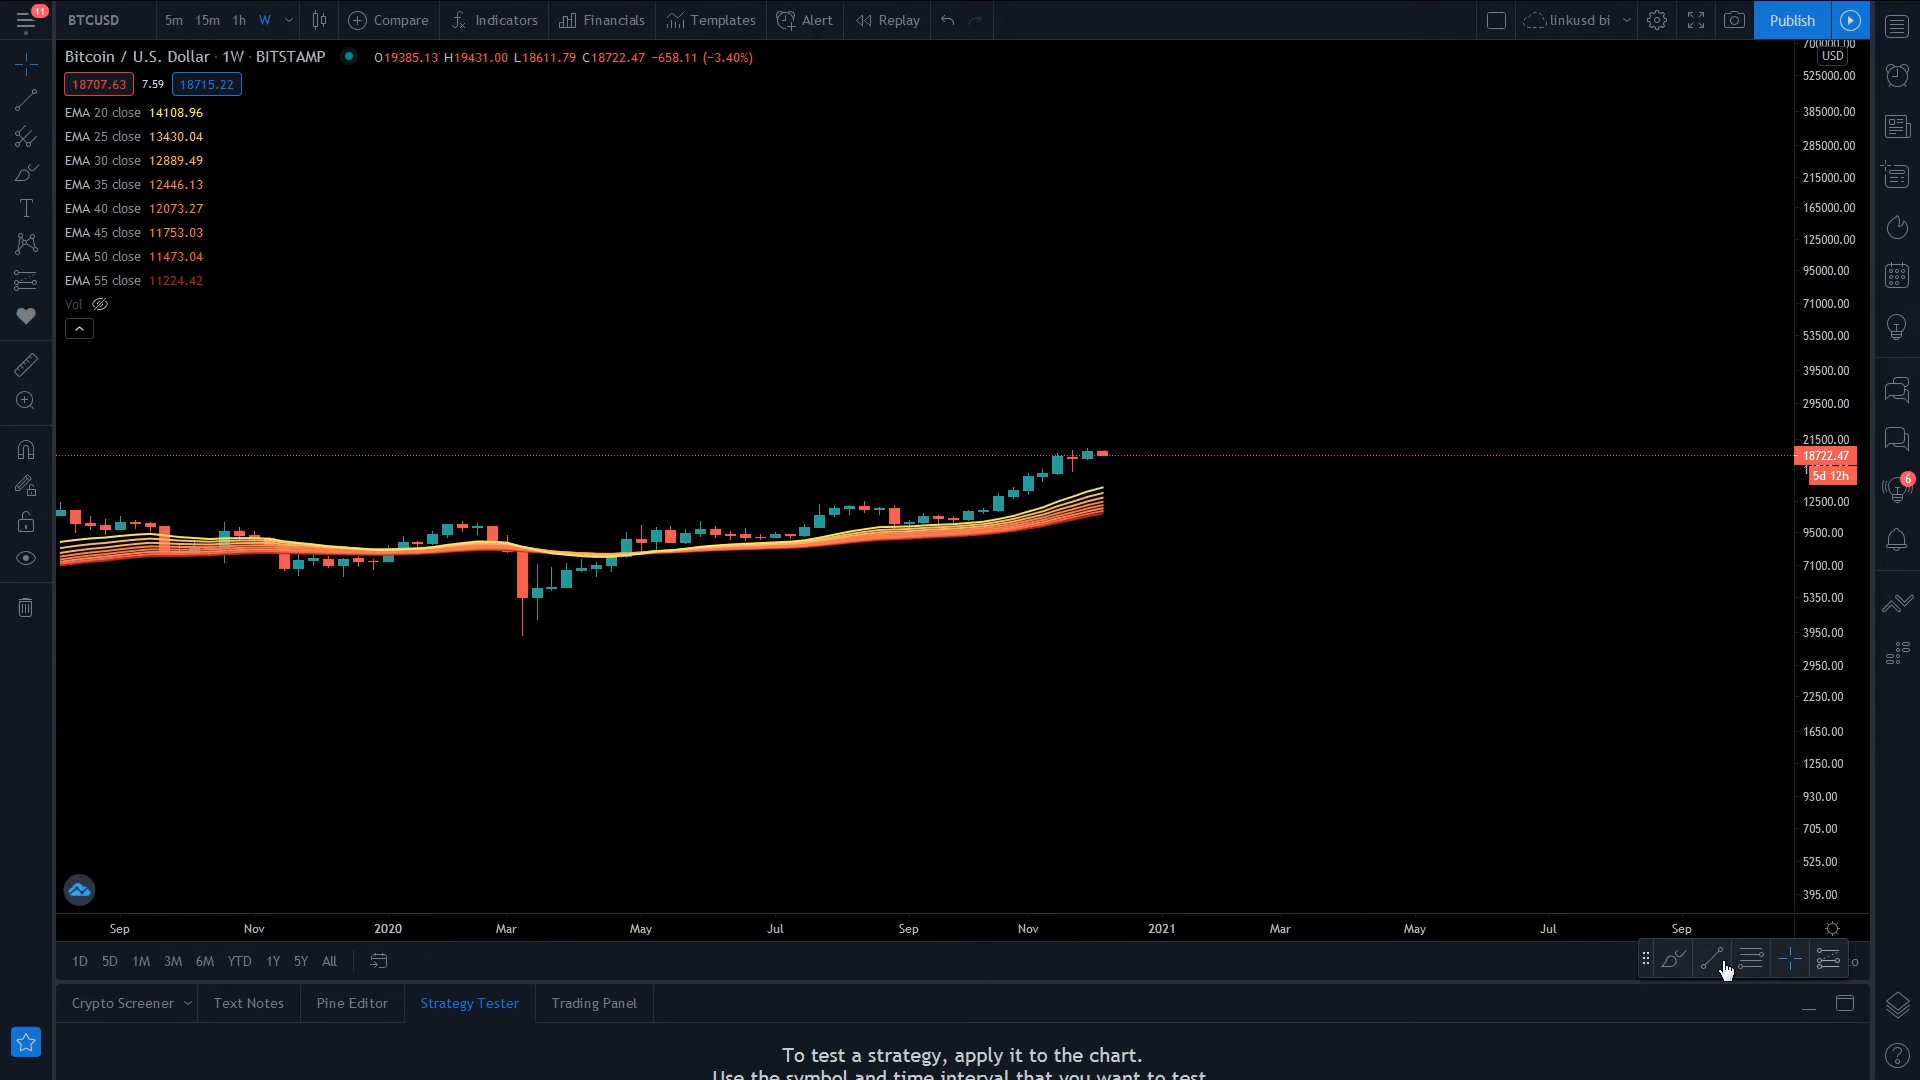 11
BTCUSD 5m 15m 1h W Compare Indicators Financials Templates Alert Replay linkusd bi Publish
Bitcoin / U.S. Dollar · 1W · BITSTAMP O19385.13 H19431.00 L18611.79 C18722.47 −658.11 (−3.40%)
18707.63 7.59 18715.22
EMA 20 close 14108.96
EMA 25 close 13430.04
EMA 30 close 12889.49
EMA 35 close 12446.13
EMA 40 close 12073.27
EMA 45 close 11753.03
EMA 50 close 11473.04
EMA 55 close 11224.42
Vol
700000.00
USD
525000.00
385000.00
285000.00
215000.00
165000.00
125000.00
95000.00
71000.00
53500.00
39500.00
29500.00
21500.00
18722.47
5d 12h
12500.00
9500.00
7100.00
5350.00
3950.00
2950.00
2250.00
1650.00
1250.00
930.00
705.00
525.00
395.00
6
Sep Nov 2020 Mar May Jul Sep Nov 2021 Mar May Jul Sep
1D 5D 1M 3M 6M YTD 1Y 3Y 5Y All
Crypto Screener Text Notes Pine Editor Strategy Tester Trading Panel
To test a strategy, apply it to the chart.
Use the symbol and time interval that you want to test.